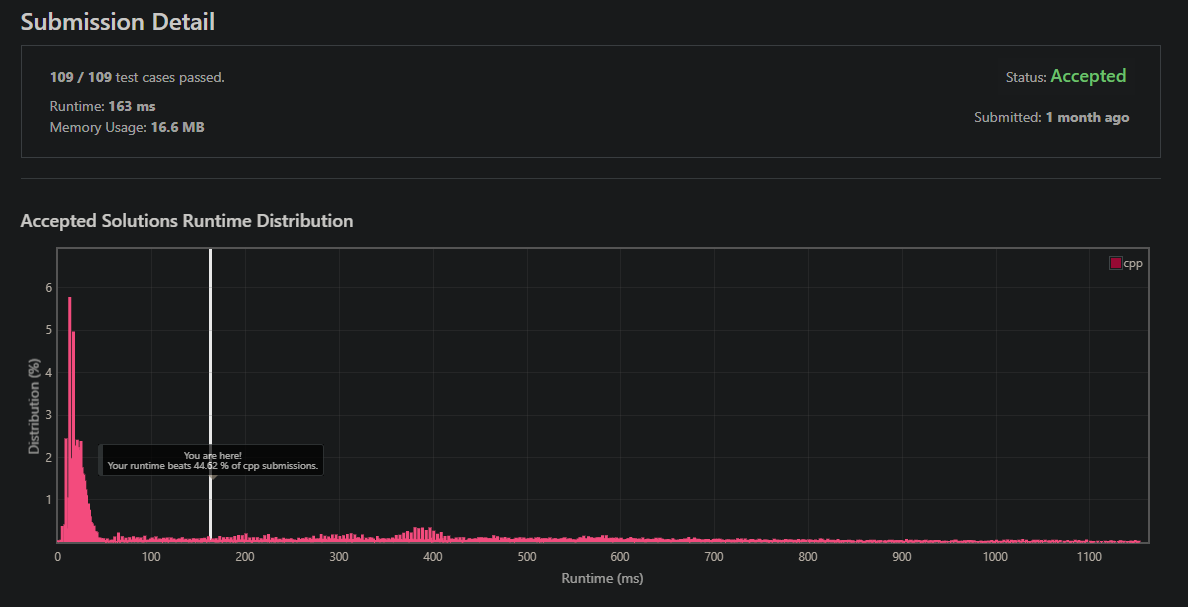 Submission Detail
109 / 109 test cases passed.
Status: Accepted
Runtime: 163 ms
Memory Usage: 16.6 MB
Submitted: 1 month ago
Accepted Solutions Runtime Distribution
cpp
6
5
4
3
2
1
Distribution (%)
You are here!
Your runtime beats 44.62 % of cpp submissions.
0 100 200 300 400 500 600 700 800 900 1000 1100
Runtime (ms)